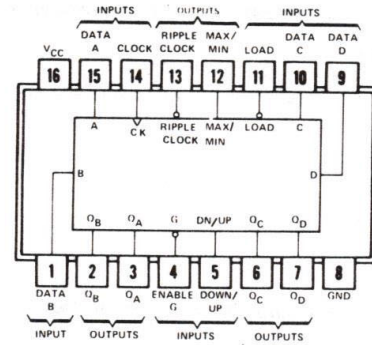 INPUTS OUTPUTS INPUTS
DATA RIPPLE MAX/ DATA DATA
VCC A CLOCK CLOCK MIN LOAD C D
16 15 14 13 12 11 10 9
A CK RIPPLE CLOCK MAX/ MIN LOAD C
B D
QB QA G DN/UP QC QD
1 2 3 4 5 6 7 8
DATA QB QA ENABLE DOWN/ QC QD GND
B G UP
INPUT OUTPUTS INPUTS OUTPUTS